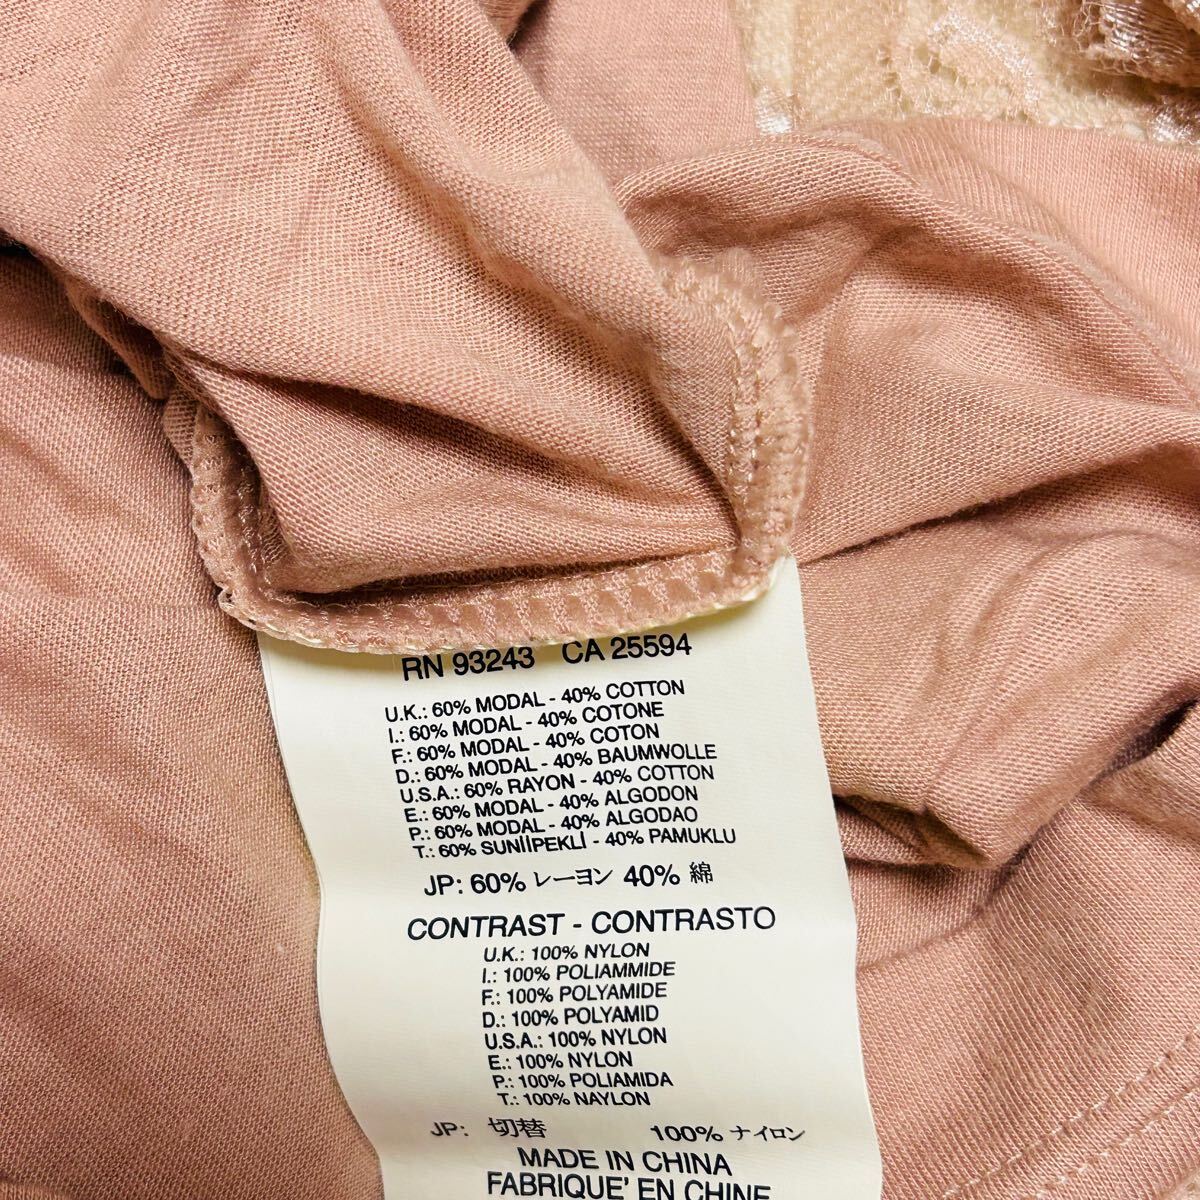 RN 93243 CA 25594
U.K.: 60% MODAL - 40% COTTON
I.: 60% MODAL - 40% COTONE
F.: 60% MODAL - 40% COTON
D.: 60% MODAL - 40% BAUMWOLLE
U.S.A.: 60% RAYON - 40% COTTON
E.: 60% MODAL - 40% ALGODON
P.: 60% MODAL - 40% ALGODAO
T.: 60% SUNİİPEKLİ - 40% PAMUKLU
JP: 60% レーヨン 40% 綿
CONTRAST - CONTRASTO
U.K.: 100% NYLON
I.: 100% POLIAMMIDE
F.: 100% POLYAMIDE
D.: 100% POLYAMID
U.S.A.: 100% NYLON
E.: 100% NYLON
P.: 100% POLIAMIDA
T.: 100% NAYLON
JP: 切替 100% ナイロン
MADE IN CHINA
FABRIQUE' EN CHINE